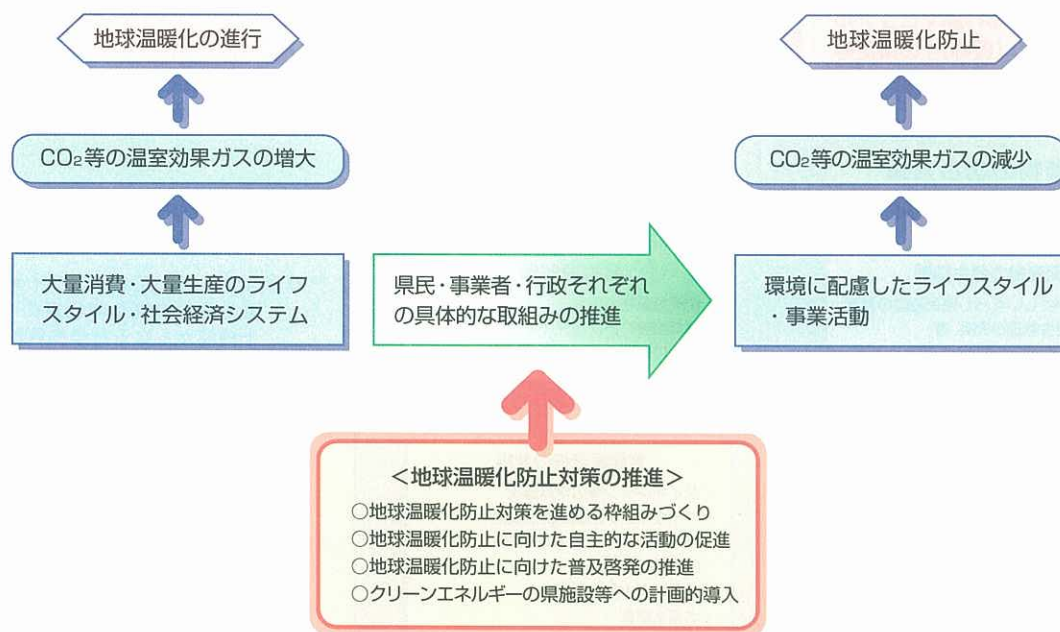 地球温暖化の進行
CO₂等の温室効果ガスの増大
大量消費・大量生産のライフ
スタイル・社会経済システム
県民・事業者・行政それぞれ
の具体的な取組みの推進
地球温暖化防止
CO₂等の温室効果ガスの減少
環境に配慮したライフスタイル
・事業活動
＜地球温暖化防止対策の推進＞
○地球温暖化防止対策を進める枠組みづくり
○地球温暖化防止に向けた自主的な活動の促進
○地球温暖化防止に向けた普及啓発の推進
○クリーンエネルギーの県施設等への計画的導入